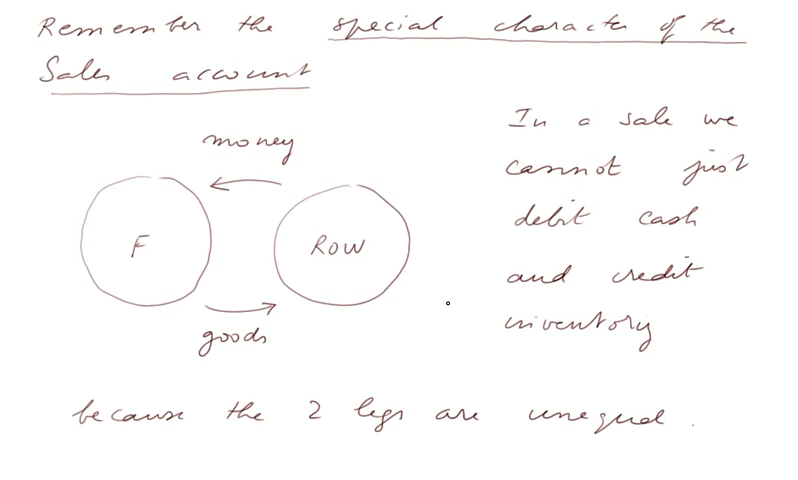 Remember the special character of the
Sales account
money
F
ROW
goods
In a sale we
cannot just
debit cash
and credit
inventory
because the 2 legs are unequal.